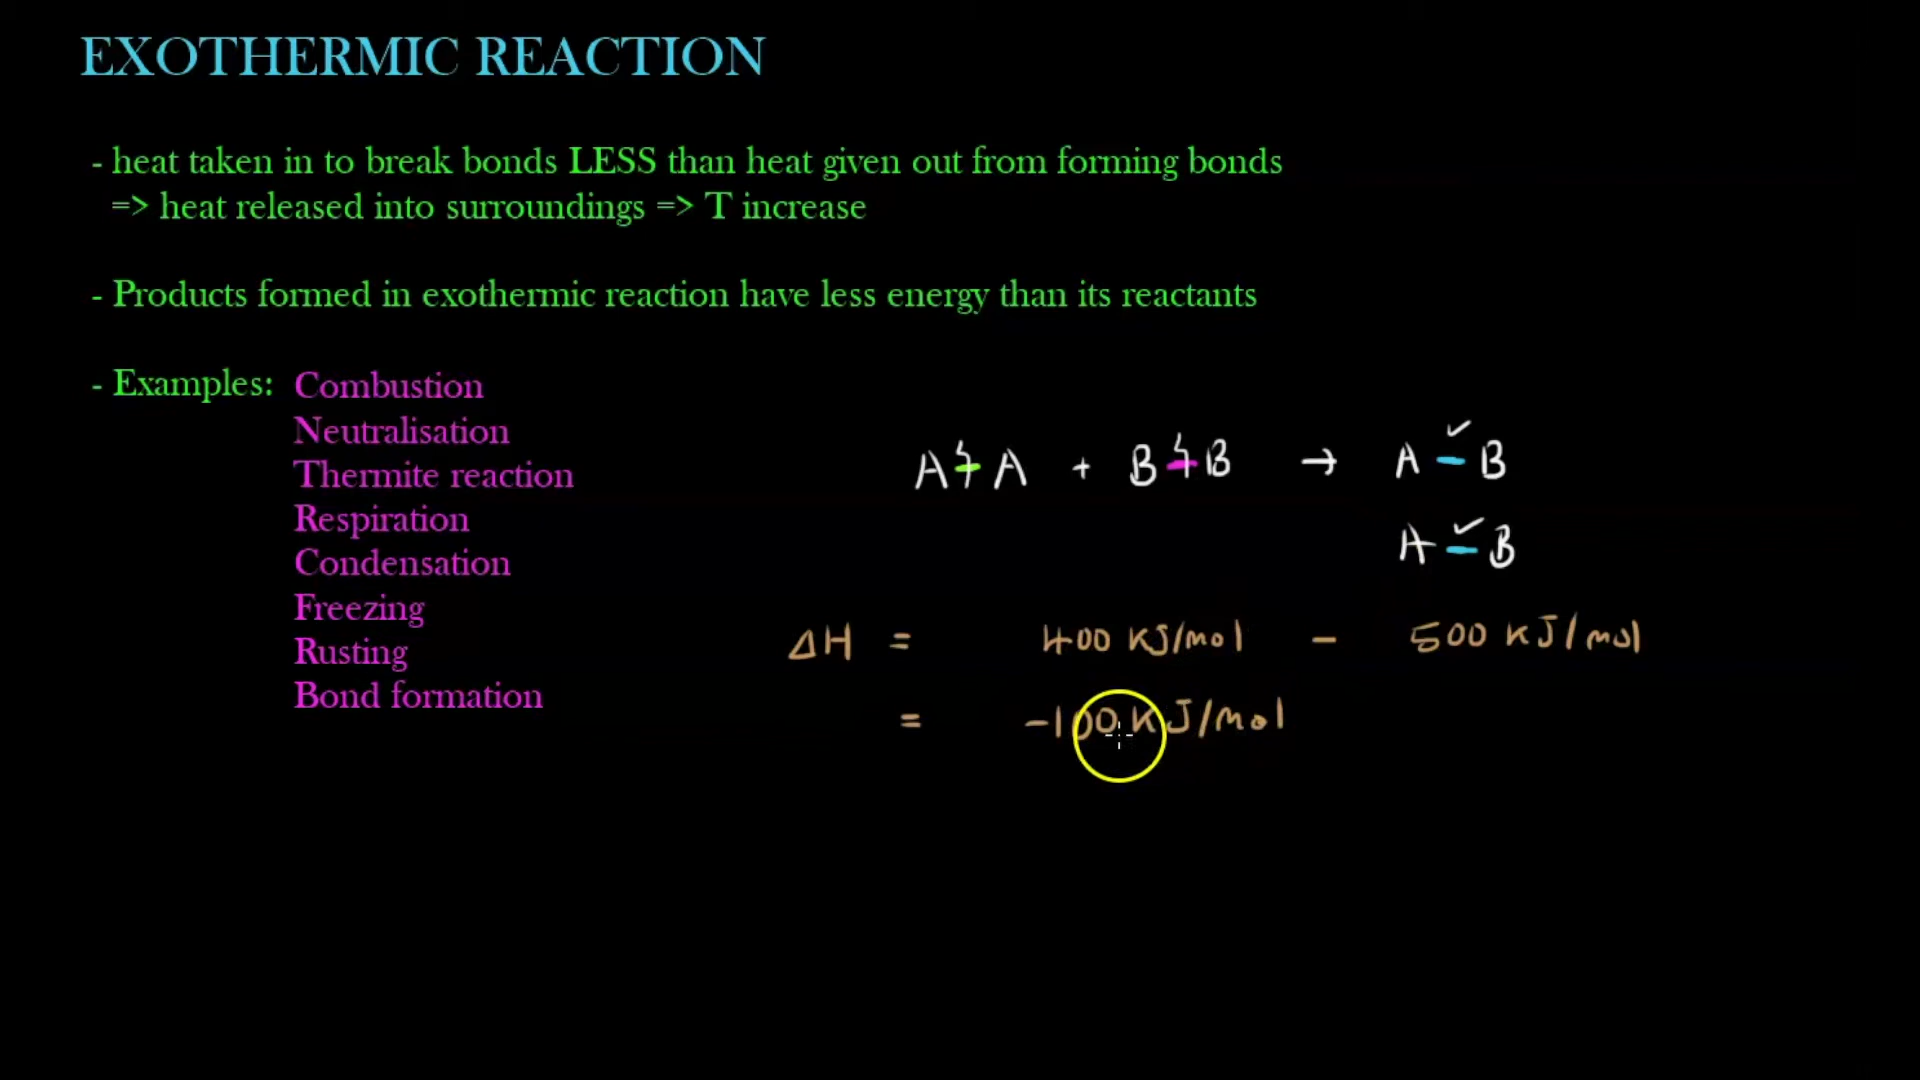 EXOTHERMIC REACTION
- heat taken in to break bonds LESS than heat given out from forming bonds
=> heat released into surroundings => T increase
- Products formed in exothermic reaction have less energy than its reactants
- Examples: Combustion
Neutralisation
Thermite reaction
Respiration
Condensation
Freezing
Rusting
Bond formation
A-A + B-B → A-B
A-B
ΔH = 400 KJ/mol - 500 KJ/mol
= -100 KJ/mol